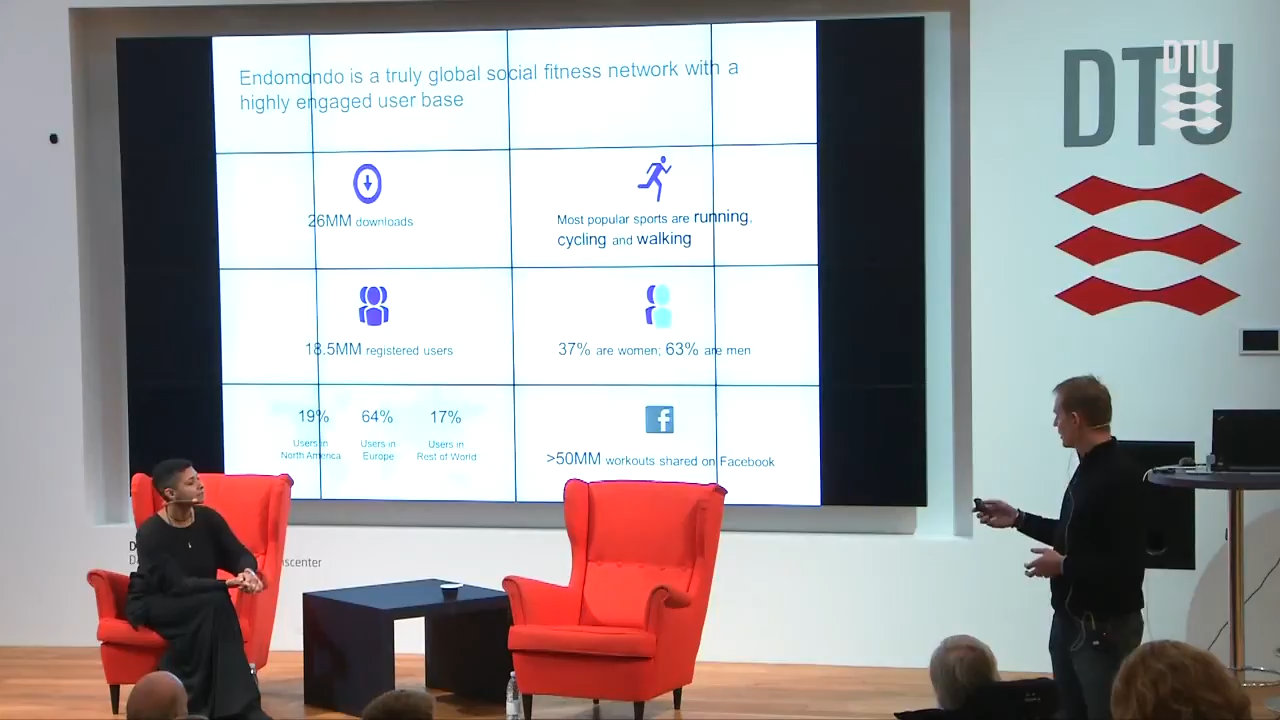 Endomondo is a truly global social fitness network with a
highly engaged user base
26MM downloads
Most popular sports are running,
cycling and walking
18.5MM registered users
37% are women; 63% are men
19% 64% 17%
Users in Users in Users in
North America Europe Rest of World
>50MM workouts shared on Facebook
DTU
DTU